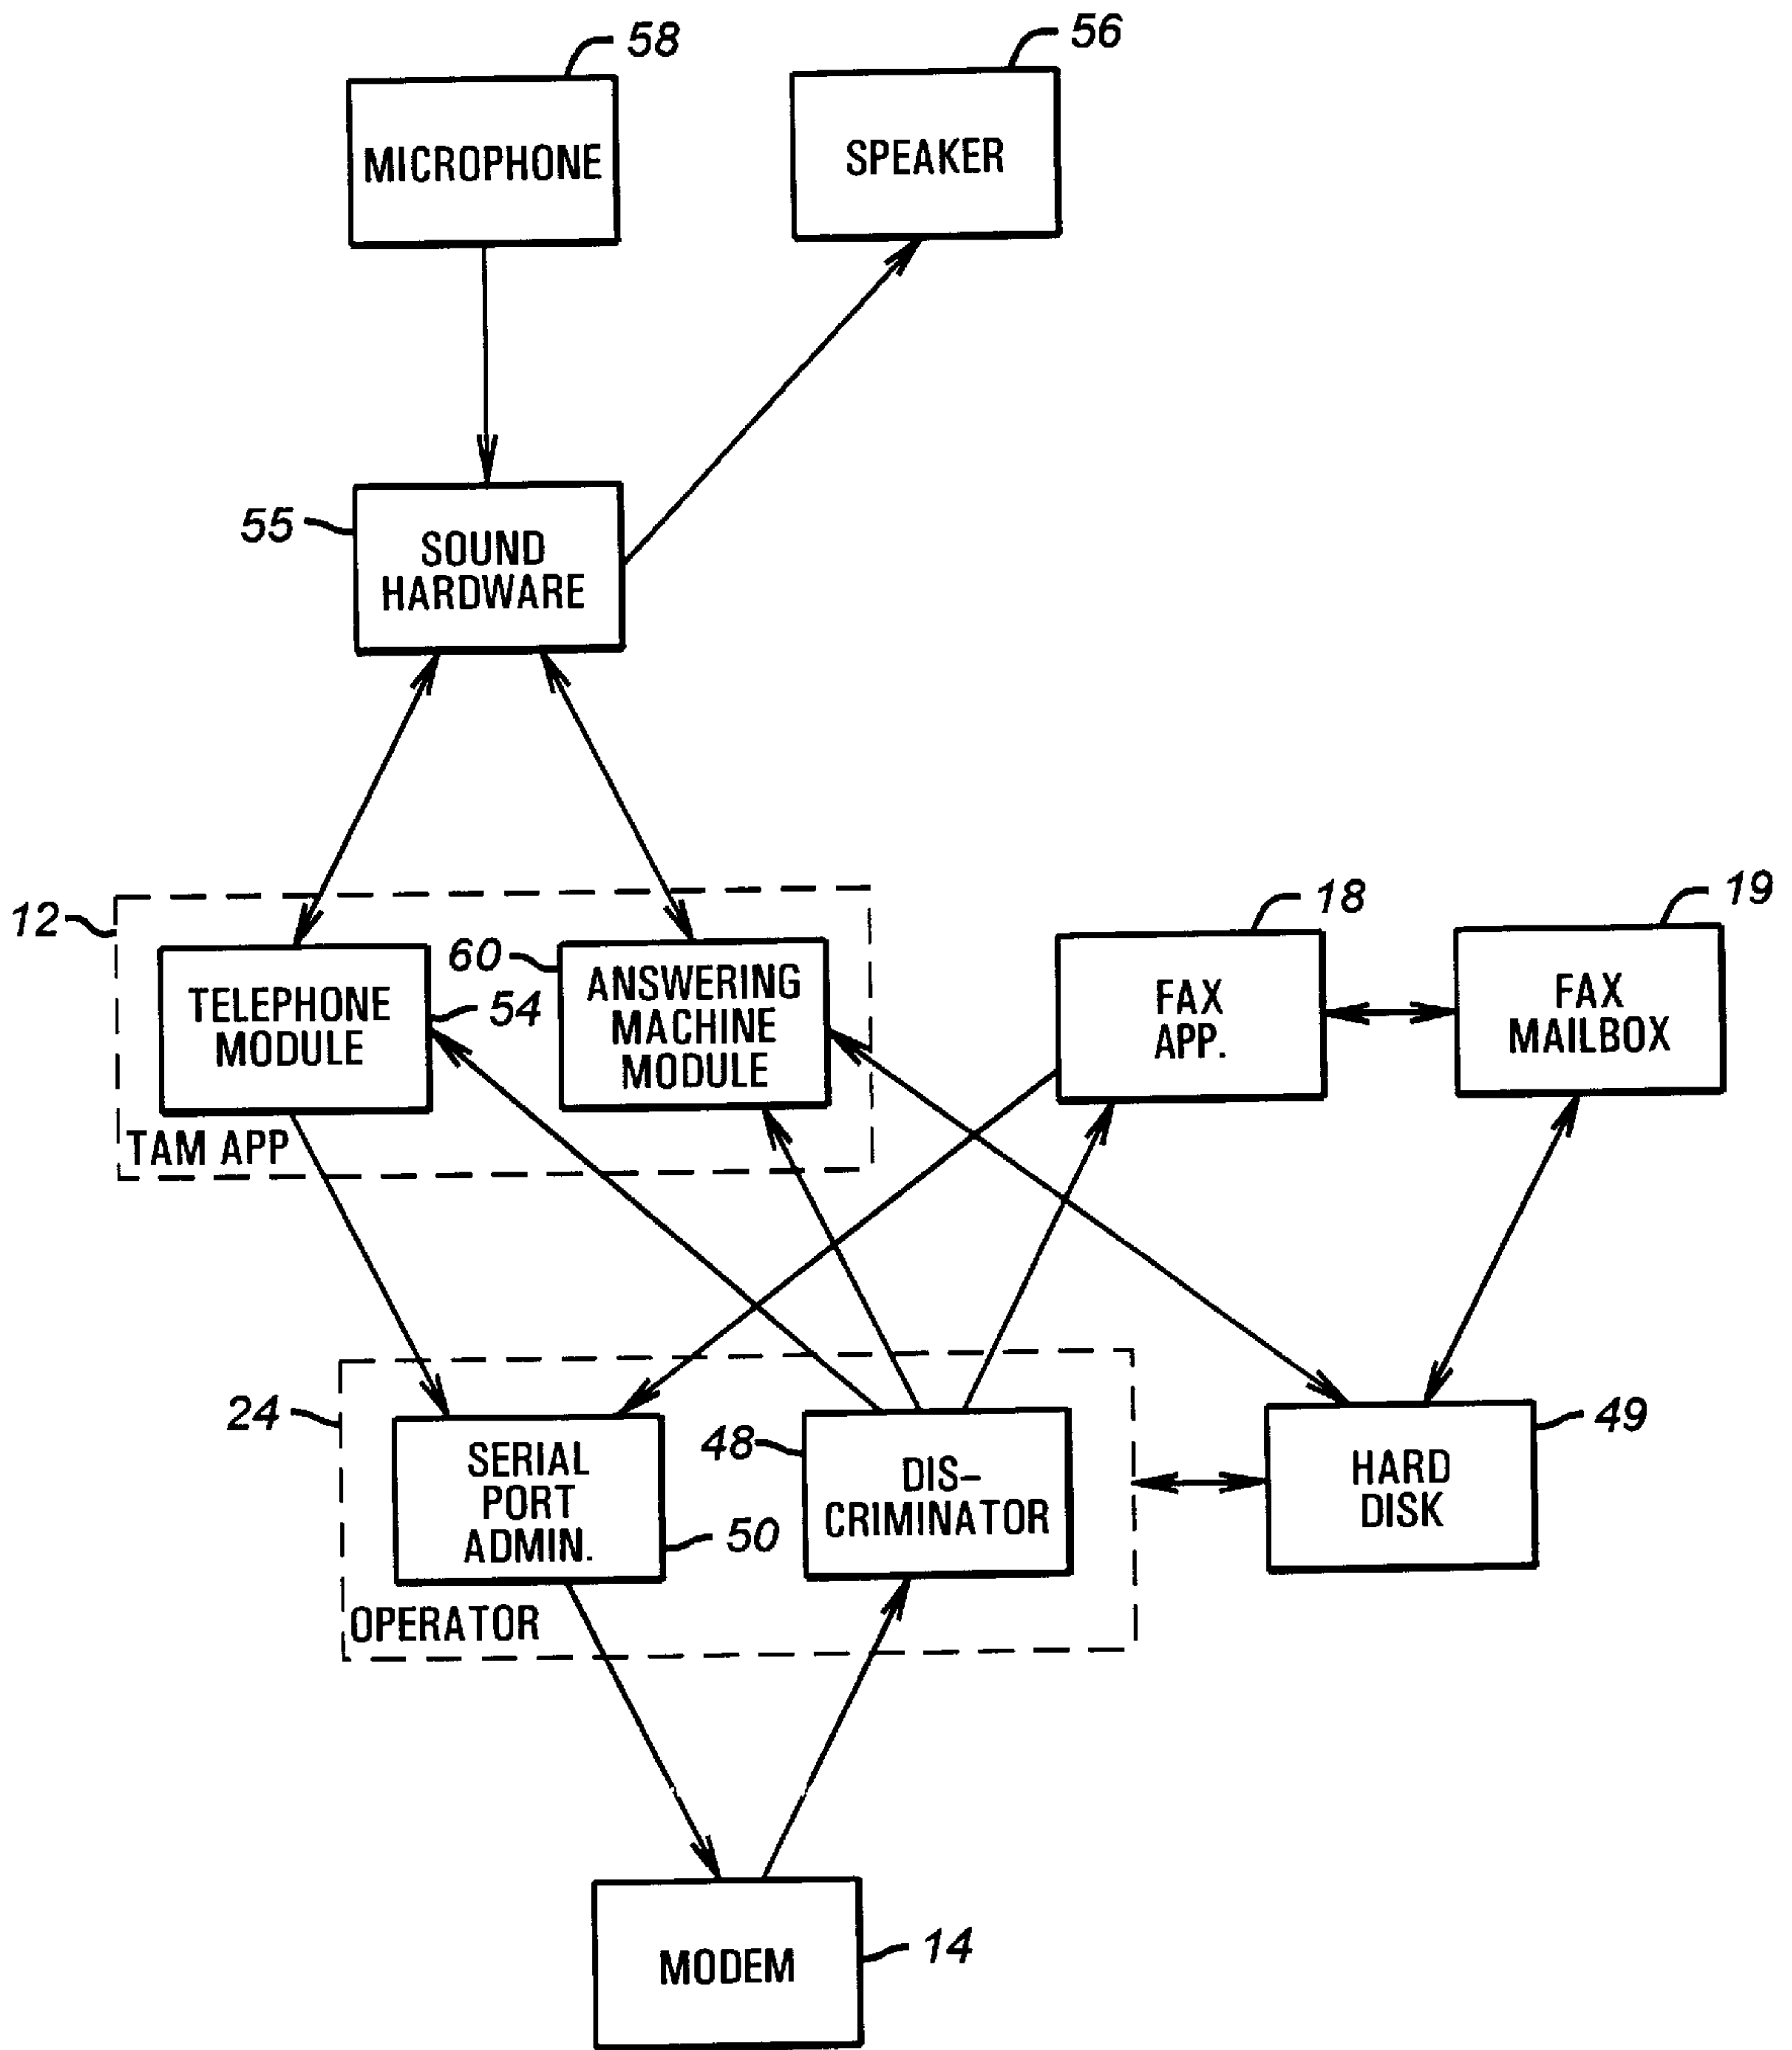 58
56
MICROPHONE
SPEAKER
55
SOUND
HARDWARE
12
18
19
60
TELEPHONE
MODULE
54
ANSWERING
MACHINE
MODULE
FAX
APP.
FAX
MAILBOX
TAM APP
24
SERIAL
PORT
ADMIN.
50
48
DIS-
CRIMINATOR
49
HARD
DISK
OPERATOR
MODEM
14